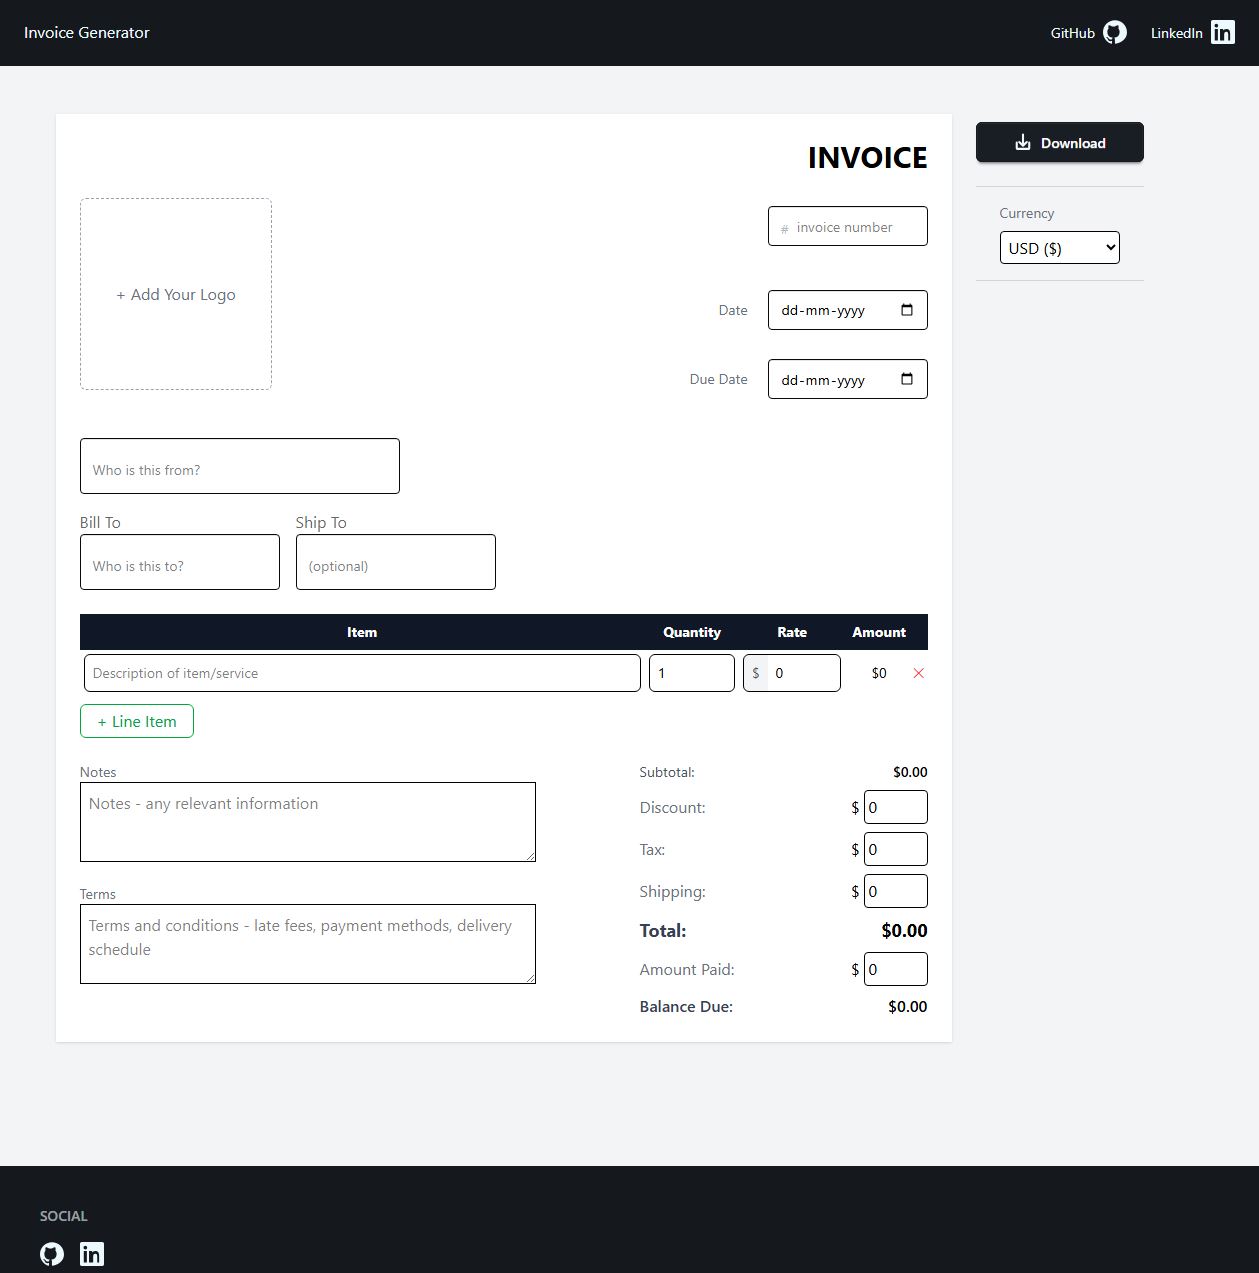 Invoice Generator
GitHub
LinkedIn
INVOICE
Download
+ Add Your Logo
# invoice number
Currency
USD ($)
Date
dd-mm-yyyy
Due Date
dd-mm-yyyy
Who is this from?
Bill To
Ship To
Who is this to?
(optional)
Item Quantity Rate Amount
Description of item/service 1 $ 0 $0
+ Line Item
Notes
Notes - any relevant information
Terms
Terms and conditions - late fees, payment methods, delivery
schedule
Subtotal: $0.00
Discount: $ 0
Tax: $ 0
Shipping: $ 0
Total: $0.00
Amount Paid: $ 0
Balance Due: $0.00
SOCIAL